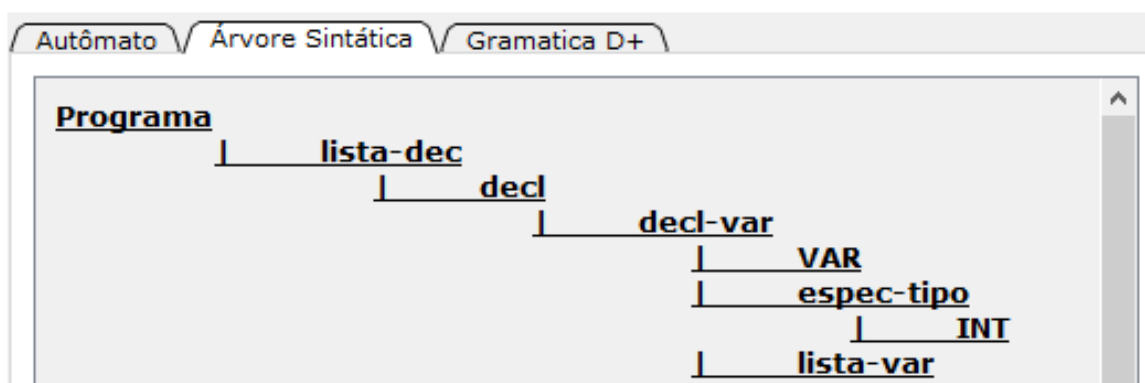 Autômato Árvore Sintática Gramatica D+
Programa
| lista-dec
| decl
| decl-var
| VAR
| espec-tipo
| INT
| lista-var